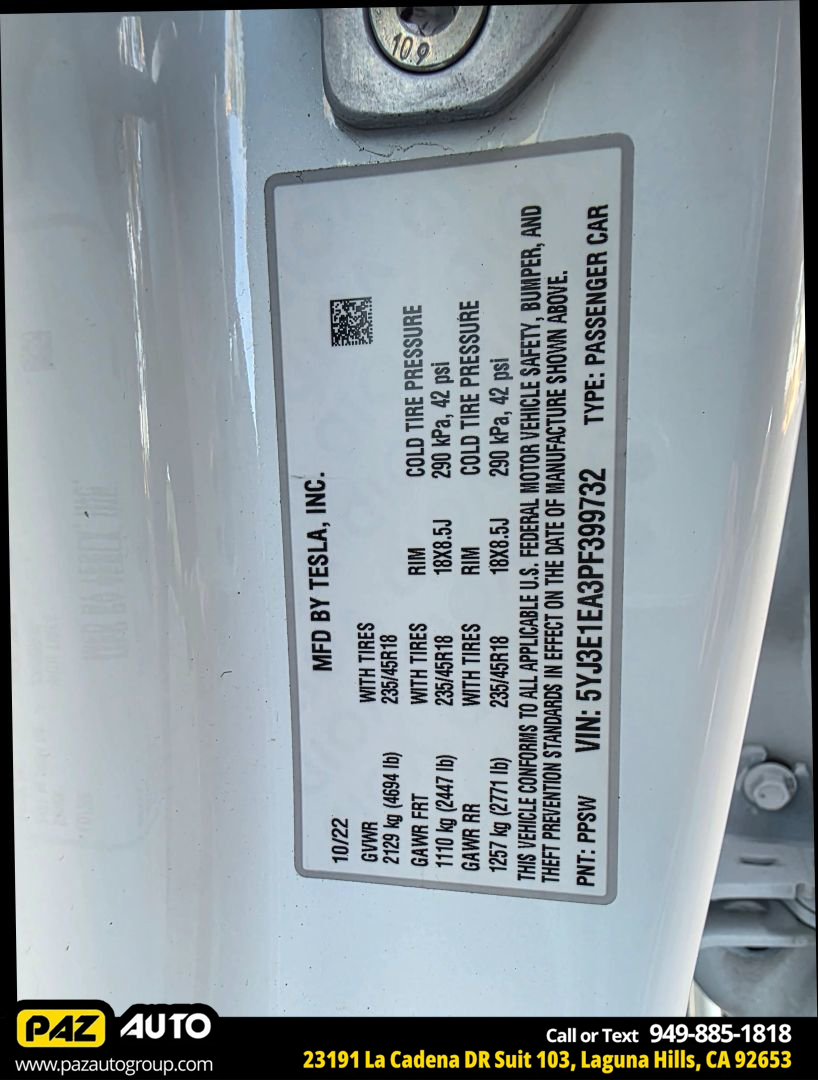 109
10/22
MFD BY TESLA, INC.
GVWR WITH TIRES
2129 kg (4694 lb) 235/45R18
GAWR FRT WITH TIRES RIM COLD TIRE PRESSURE
1110 kg (2447 lb) 235/45R18 18X8.5J 290 kPa, 42 psi
GAWR RR WITH TIRES RIM COLD TIRE PRESSURE
1257 kg (2771 lb) 235/45R18 18X8.5J 290 kPa, 42 psi
THIS VEHICLE CONFORMS TO ALL APPLICABLE U.S. FEDERAL MOTOR VEHICLE SAFETY, BUMPER, AND
THEFT PREVENTION STANDARDS IN EFFECT ON THE DATE OF MANUFACTURE SHOWN ABOVE.
PNT: PPSW VIN: 5YJ3E1EA3PF399732 TYPE: PASSENGER CAR
PAZ AUTO
www.pazautogroup.com
Call or Text 949-885-1818
23191 La Cadena DR Suit 103, Laguna Hills, CA 92653